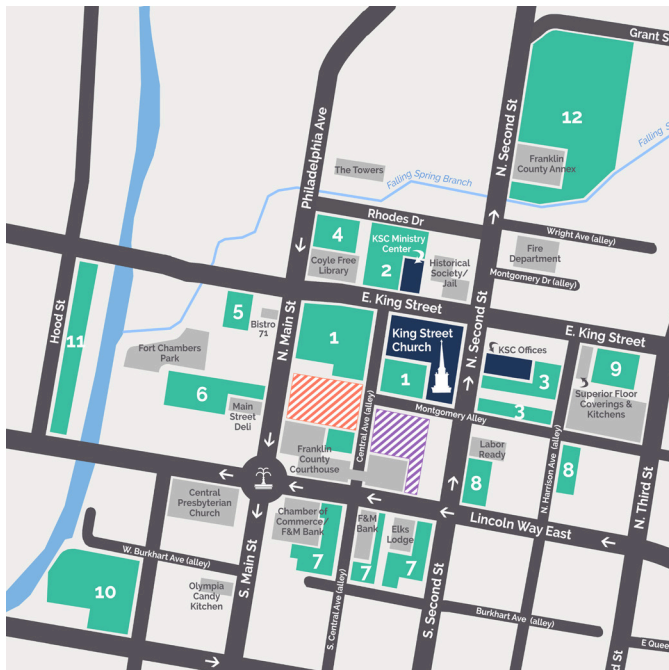 Grant S
12
N. Second St
Philadelphia Ave
Franklin
County Annex
Falling S
The Towers
Falling Spring Branch
Rhodes Dr
Wright Ave (alley)
4
KSC Ministry
Center
2
Coyle Free
Library
Historical
Society/
Jail
Fire
Department
Montgomery Dr (alley)
E. King Street
E. King Street
Hood St
11
5
Bistro
71
N. Main St
1
King Street
Church
1
N. Second St
KSC Offices
3
3
9
Superior Floor
Coverings &
Kitchens
Fort Chambers
Park
6
Main
Street
Deli
Montgomery Alley
Central Ave (alley)
Franklin
County
Courthouse
Labor
Ready
8
N. Harrison Ave (alley)
8
N. Third St
Central
Presbyterian
Church
Chamber of
Commerce/
F&M Bank
7
F&M
Bank
7
Elks
Lodge
7
Lincoln Way East
W. Burkhart Ave (alley)
10
Olympia
Candy
Kitchen
S. Main St
S. Central Ave (alley)
S. Second St
Burkhart Ave (alley)
d St
E Quee